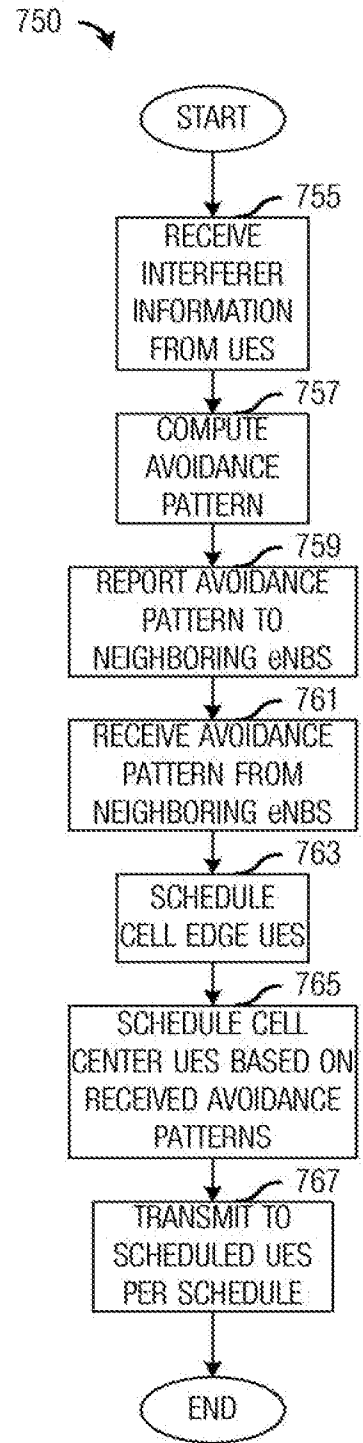 750
START
755
RECEIVE
INTERFERER
INFORMATION
FROM UES
757
COMPUTE
AVOIDANCE
PATTERN
759
REPORT AVOIDANCE
PATTERN TO
NEIGHBORING eNBS
761
RECEIVE AVOIDANCE
PATTERN FROM
NEIGHBORING eNBS
763
SCHEDULE
CELL EDGE UES
765
SCHEDULE CELL
CENTER UES BASED ON
RECEIVED AVOIDANCE
PATTERNS
767
TRANSMIT TO
SCHEDULED UES
PER SCHEDULE
END